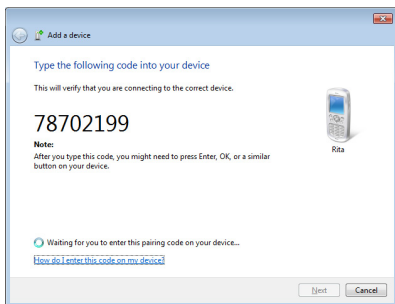 Add a device
Type the following code into your device
This will verify that you are connecting to the correct device.
78702199
Note:
After you type this code, you might need to press Enter, OK, or a similar
button on your device.
Rita
Waiting for you to enter this pairing code on your device...
How do I enter this code on my device?
Next Cancel